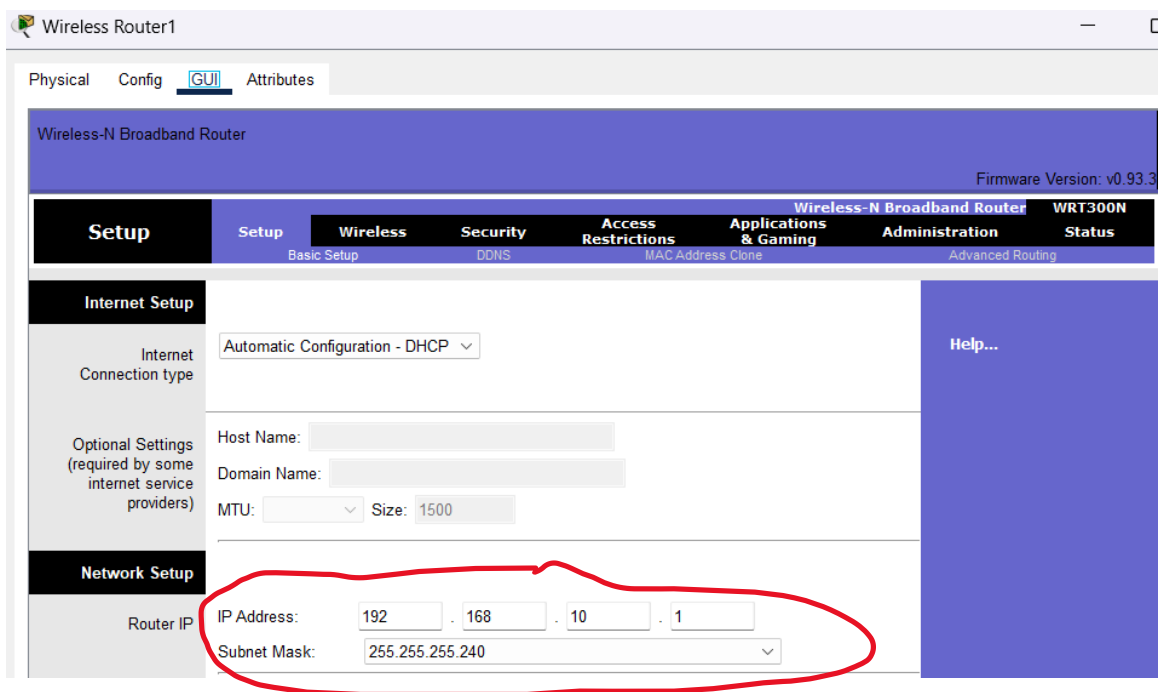 Wireless Router1
Physical Config GUI Attributes
Wireless-N Broadband Router
Firmware Version: v0.93.3
Wireless-N Broadband Router WRT300N
Setup
Setup Wireless Security Access Restrictions Applications & Gaming Administration Status
Basic Setup DDNS MAC Address Clone Advanced Routing
Internet Setup
Internet
Connection type
Automatic Configuration - DHCP
Help...
Optional Settings
(required by some
internet service
providers)
Host Name:
Domain Name:
MTU: Size: 1500
Network Setup
Router IP
IP Address: 192 . 168 . 10 . 1
Subnet Mask: 255.255.255.240